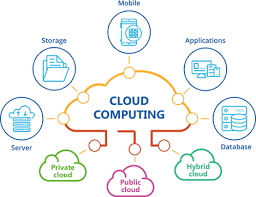 Mobile
Storage
Applications
CLOUD
COMPUTING
Server
Database
Private
cloud
Public
cloud
Hybrid
cloud